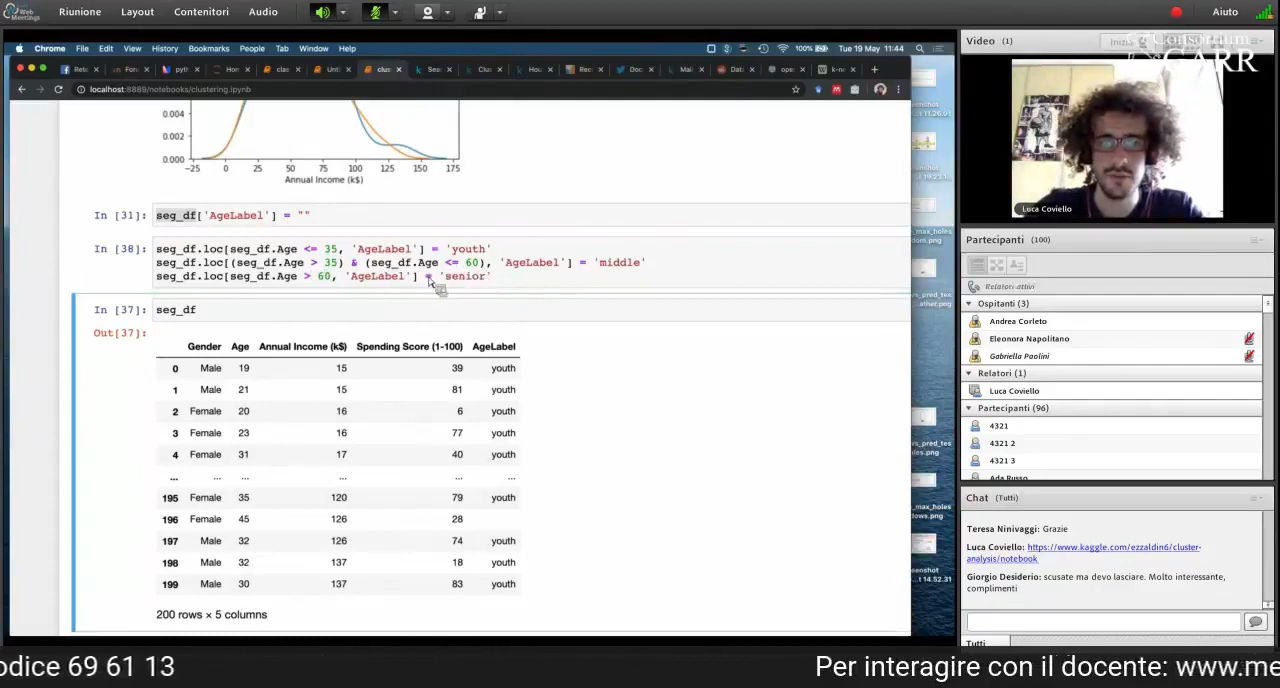 Web Meetings
Riunione Layout Contenitori Audio
Aiuto
Chrome File Edit View History Bookmarks People Tab Window Help
100% Tue 19 May 11:44
localhost:8889/notebooks/clustering.ipynb
0.004
0.002
0.000
−25 0 25 50 75 100 125 150 175
Annual Income (k$)
In [31]: seg_df['AgeLabel'] = ""
In [38]: seg_df.loc[seg_df.Age <= 35, 'AgeLabel'] = 'youth'
seg_df.loc[(seg_df.Age > 35) & (seg_df.Age <= 60), 'AgeLabel'] = 'middle'
seg_df.loc[seg_df.Age > 60, 'AgeLabel'] = 'senior'
In [37]: seg_df
Out[37]:
Gender Age Annual Income (k$) Spending Score (1-100) AgeLabel
0 Male 19 15 39 youth
1 Male 21 15 81 youth
2 Female 20 16 6 youth
3 Female 23 16 77 youth
4 Female 31 17 40 youth
... ... ... ... ... ...
195 Female 35 120 79 youth
196 Female 45 126 28
197 Male 32 126 74 youth
198 Male 32 137 18 youth
199 Male 30 137 83 youth
200 rows × 5 columns
Video (1)
Consortium
GARR
Luca Coviello
Partecipanti (100)
Relatori attivi
Ospitanti (3)
Andrea Corleto
Eleonora Napolitano
Gabriella Paolini
Relatori (1)
Luca Coviello
Partecipanti (96)
4321
4321 2
4321 3
Ada Russo
Chat (Tutti)
Teresa Ninivaggi: Grazie
Luca Coviello: https://www.kaggle.com/ezzaldin6/cluster-
analysis/notebook
Giorgio Desiderio: scusate ma devo lasciare. Molto interessante,
complimenti
Tutti
odice 69 61 13
Per interagire con il docente: www.me